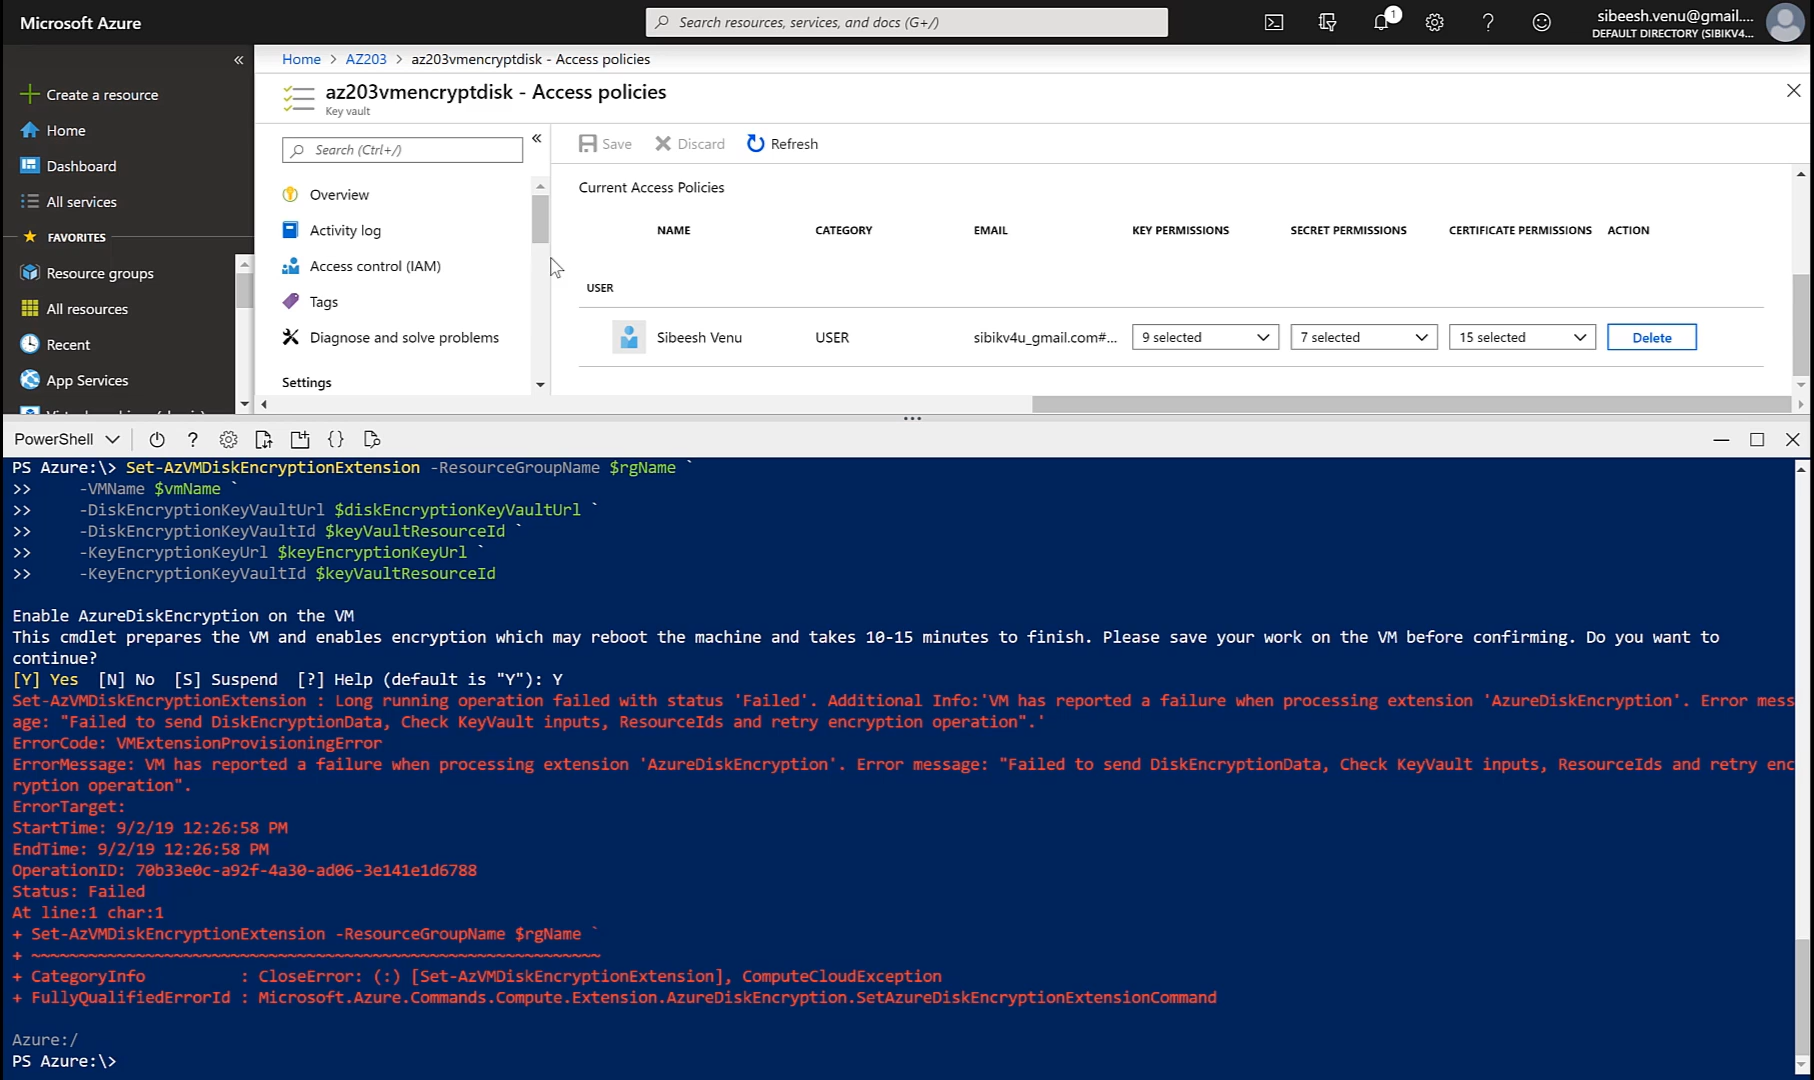 Microsoft Azure
Search resources, services, and docs (G+/)
1
sibeesh.venu@gmail....
DEFAULT DIRECTORY (SIBIKV4...
«
Create a resource
Home
Dashboard
All services
FAVORITES
Resource groups
All resources
Recent
App Services
Home > AZ203 > az203vmencryptdisk - Access policies
az203vmencryptdisk - Access policies
Key vault
Search (Ctrl+/)
«
Overview
Activity log
Access control (IAM)
Tags
Diagnose and solve problems
Settings
Save Discard Refresh
Current Access Policies
NAME CATEGORY EMAIL KEY PERMISSIONS SECRET PERMISSIONS CERTIFICATE PERMISSIONS ACTION
USER
Sibeesh Venu USER sibikv4u_gmail.com#... 9 selected 7 selected 15 selected Delete
PowerShell ? {}
PS Azure:\> Set-AzVMDiskEncryptionExtension -ResourceGroupName $rgName `
>> -VMName $vmName `
>> -DiskEncryptionKeyVaultUrl $diskEncryptionKeyVaultUrl `
>> -DiskEncryptionKeyVaultId $keyVaultResourceId `
>> -KeyEncryptionKeyUrl $keyEncryptionKeyUrl `
>> -KeyEncryptionKeyVaultId $keyVaultResourceId
Enable AzureDiskEncryption on the VM
This cmdlet prepares the VM and enables encryption which may reboot the machine and takes 10-15 minutes to finish. Please save your work on the VM before confirming. Do you want to
continue?
[Y] Yes [N] No [S] Suspend [?] Help (default is "Y"): Y
Set-AzVMDiskEncryptionExtension : Long running operation failed with status 'Failed'. Additional Info:'VM has reported a failure when processing extension 'AzureDiskEncryption'. Error mess
age: "Failed to send DiskEncryptionData, Check KeyVault inputs, ResourceIds and retry encryption operation".'
ErrorCode: VMExtensionProvisioningError
ErrorMessage: VM has reported a failure when processing extension 'AzureDiskEncryption'. Error message: "Failed to send DiskEncryptionData, Check KeyVault inputs, ResourceIds and retry enc
ryption operation".
ErrorTarget:
StartTime: 9/2/19 12:26:58 PM
EndTime: 9/2/19 12:26:58 PM
OperationID: 70b33e0c-a92f-4a30-ad06-3e141e1d6788
Status: Failed
At line:1 char:1
+ Set-AzVMDiskEncryptionExtension -ResourceGroupName $rgName `
+ ~~~~~~~~~~~~~~~~~~~~~~~~~~~~~~~~~~~~~~~~~~~~~~~~~~~~~~~~~~~~
+ CategoryInfo : CloseError: (:) [Set-AzVMDiskEncryptionExtension], ComputeCloudException
+ FullyQualifiedErrorId : Microsoft.Azure.Commands.Compute.Extension.AzureDiskEncryption.SetAzureDiskEncryptionExtensionCommand
Azure:/
PS Azure:\>